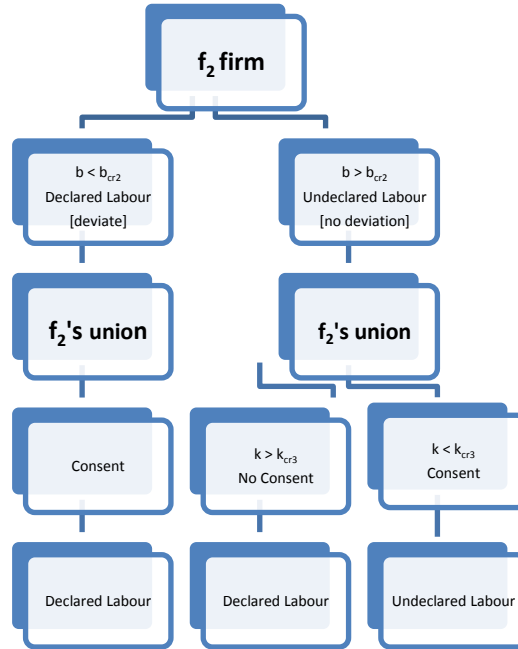 f2 firm
b < bcr2
Declared Labour
[deviate]
b > bcr2
Undeclared Labour
[no deviation]
f2's union
f2's union
Consent
k > kcr3
No Consent
k < kcr3
Consent
Declared Labour
Declared Labour
Undeclared Labour